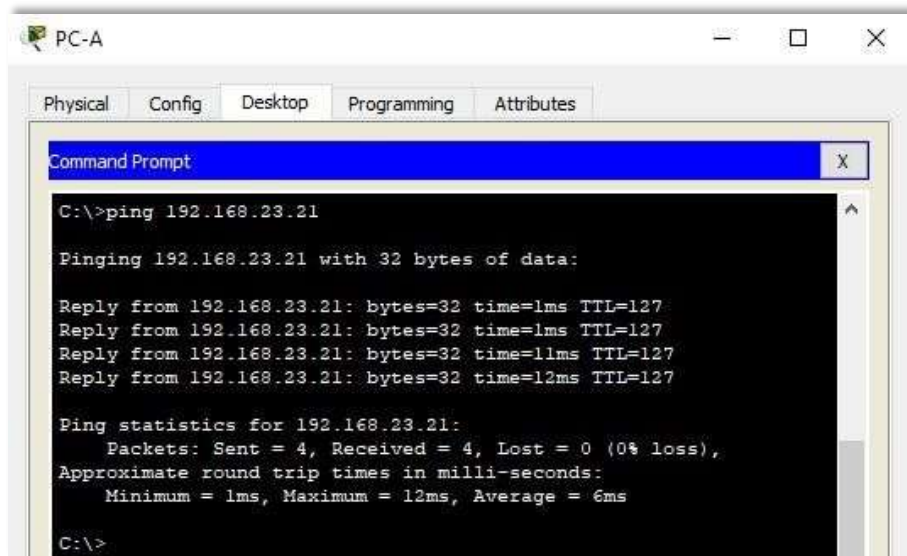 PC-A
Physical Config Desktop Programming Attributes
Command Prompt X
C:\>ping 192.168.23.21
Pinging 192.168.23.21 with 32 bytes of data:
Reply from 192.168.23.21: bytes=32 time=1ms TTL=127
Reply from 192.168.23.21: bytes=32 time=1ms TTL=127
Reply from 192.168.23.21: bytes=32 time=11ms TTL=127
Reply from 192.168.23.21: bytes=32 time=12ms TTL=127
Ping statistics for 192.168.23.21:
Packets: Sent = 4, Received = 4, Lost = 0 (0% loss),
Approximate round trip times in milli-seconds:
Minimum = 1ms, Maximum = 12ms, Average = 6ms
C:\>